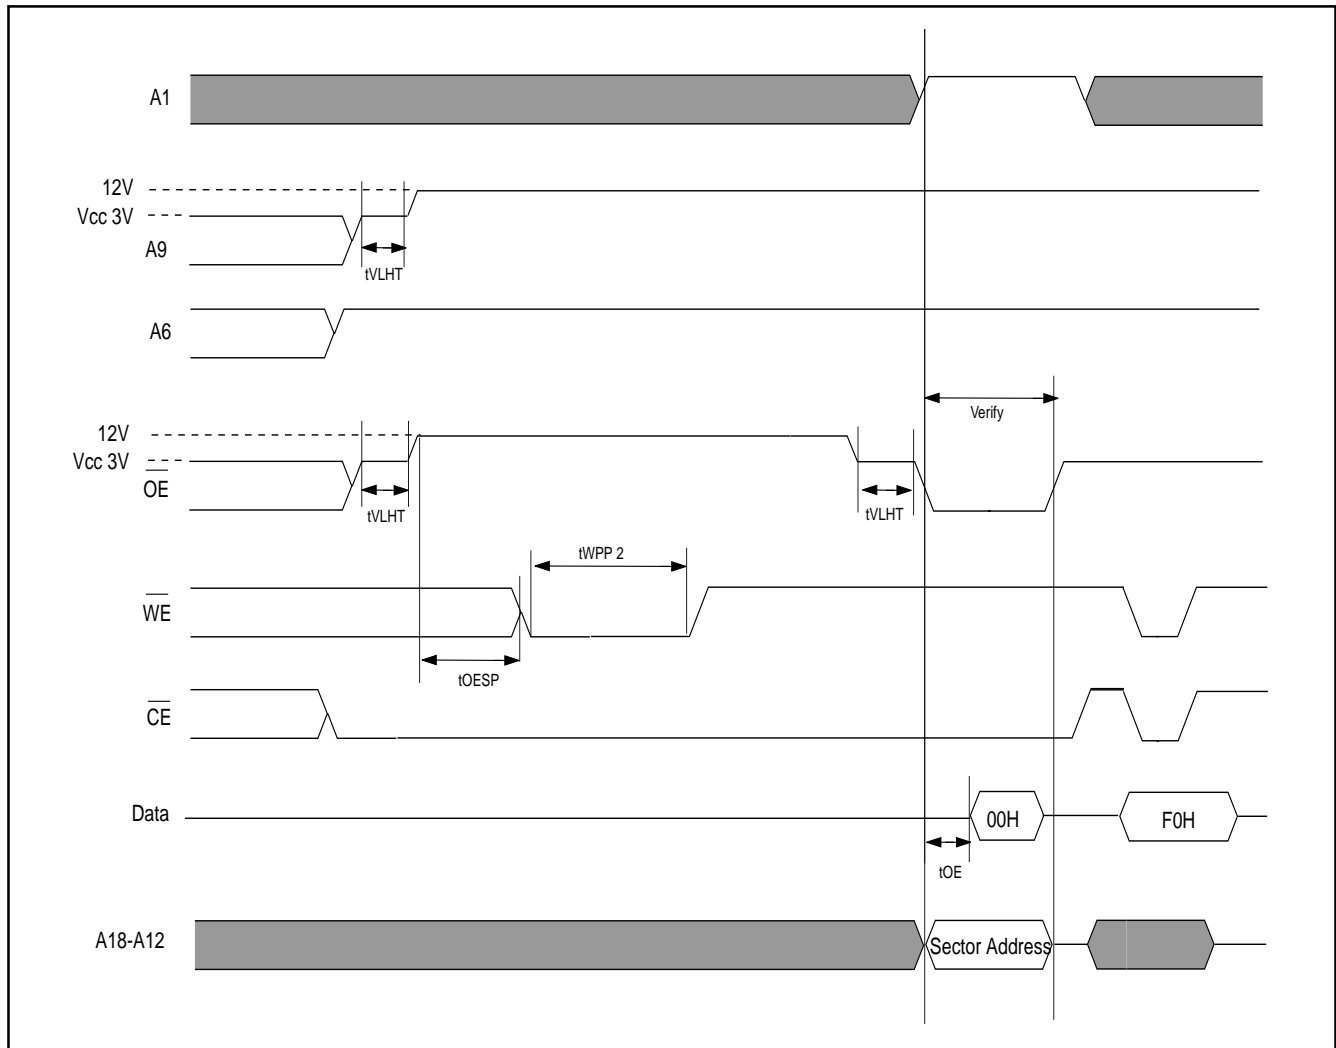 A1
12V
Vcc 3V
A9
tVLHT
A6
Verify
12V
Vcc 3V
OE
tVLHT
tVLHT
tWPP 2
WE
tOESP
CE
Data
00H
F0H
tOE
A18-A12
Sector Address